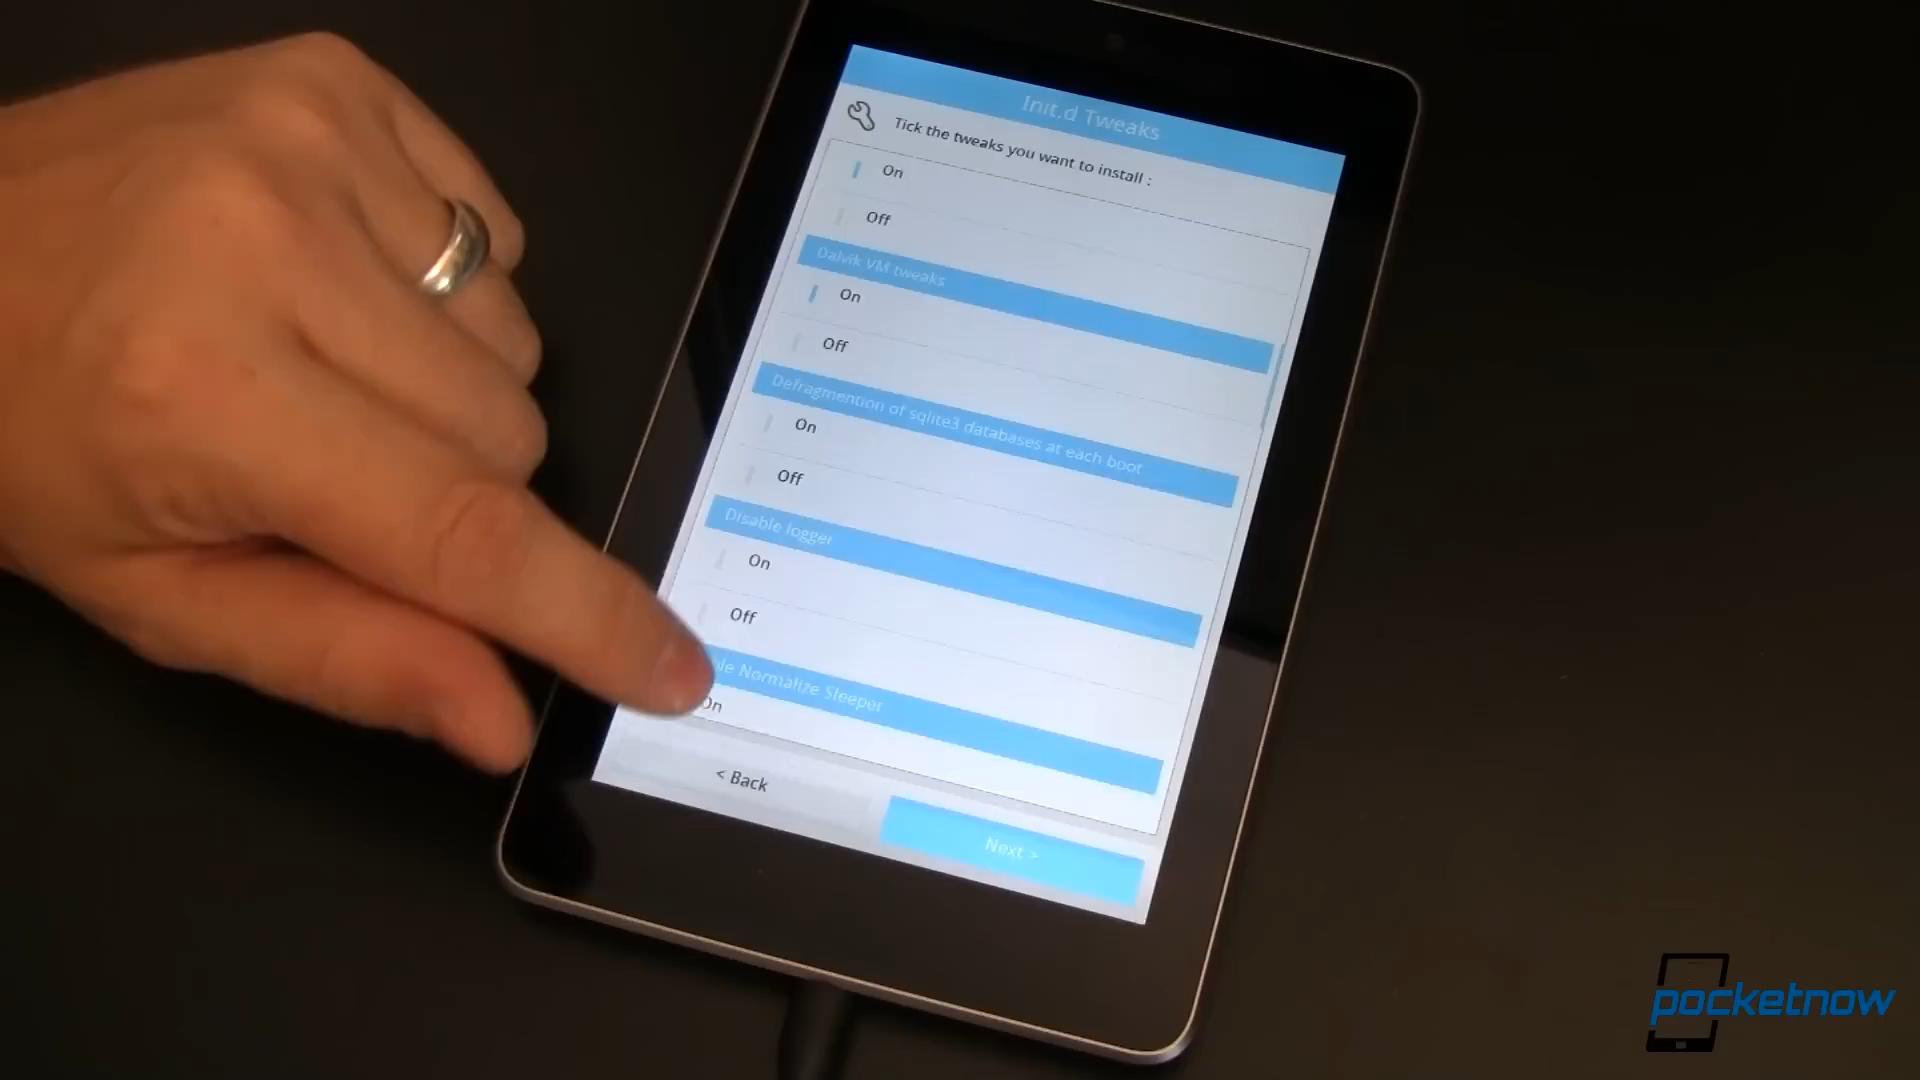 Init.d Tweaks
Tick the tweaks you want to install :
On
Off
Dalvik VM tweaks
On
Off
Defragmention of sqlite3 databases at each boot
On
Off
Disable logger
On
Off
Normalize Sleeper
On
< Back
Next >
pocketnow